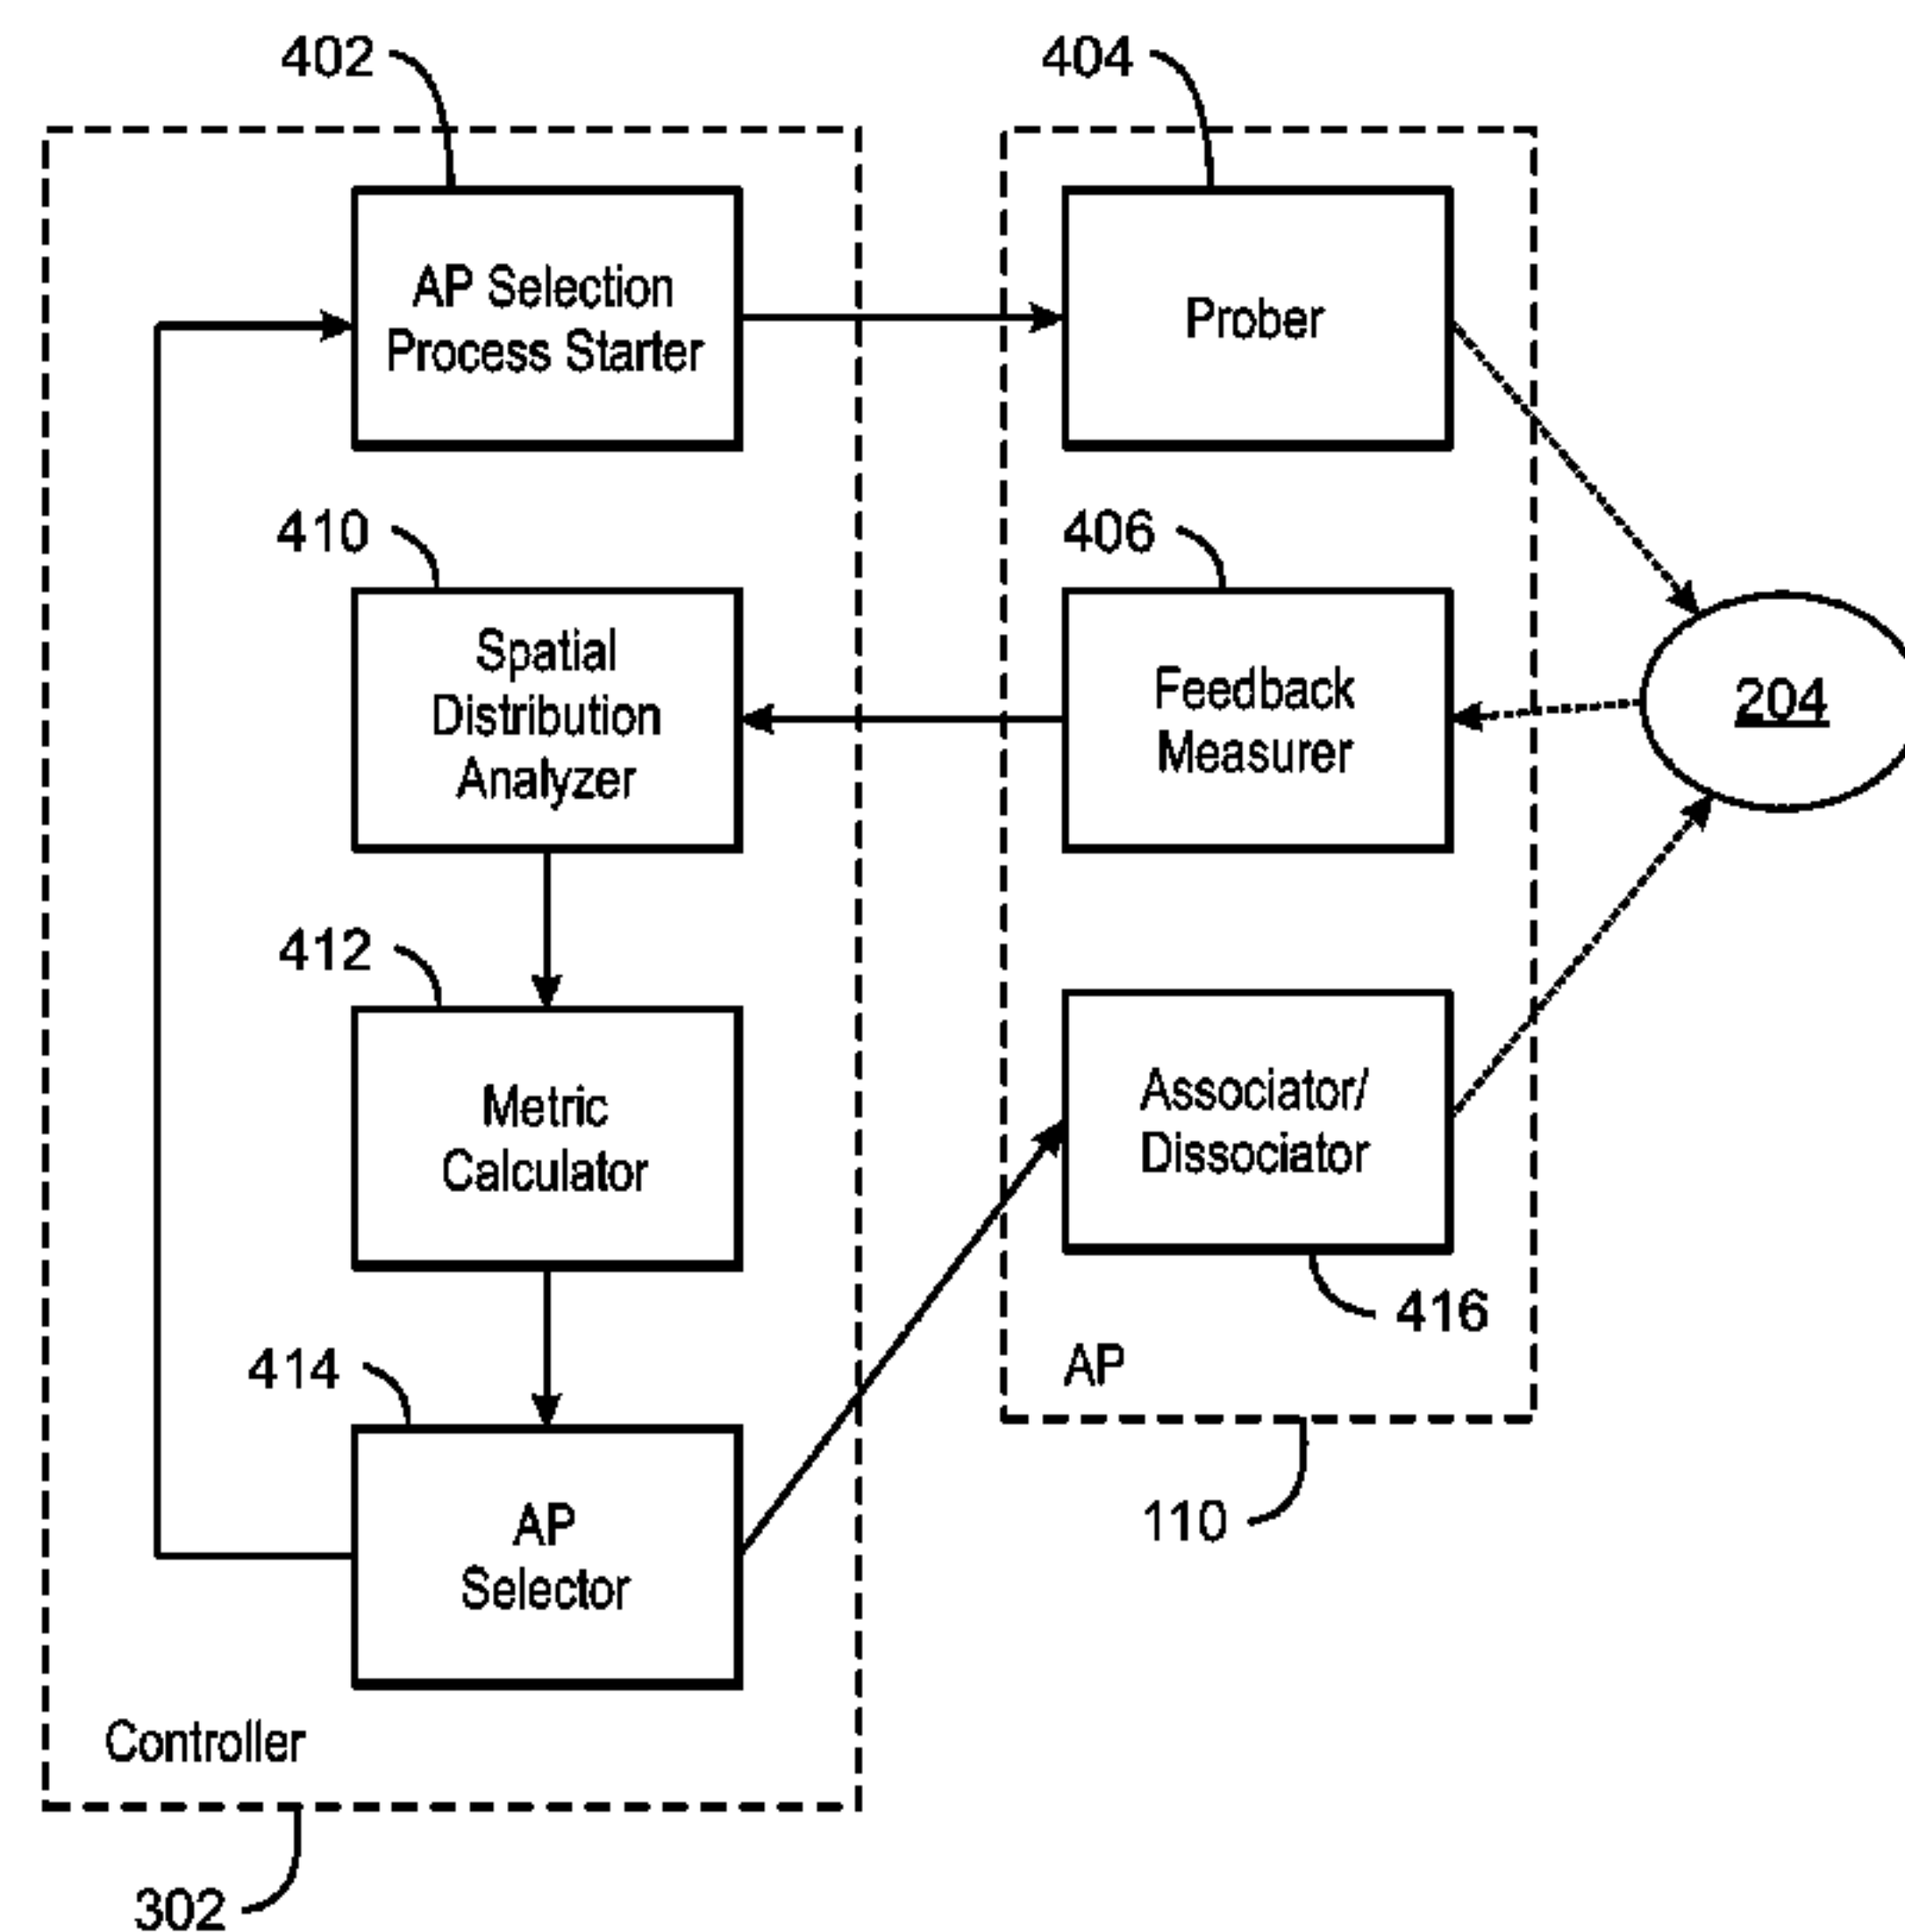 402
404
AP Selection
Process Starter
Prober
410
406
Spatial
Distribution
Analyzer
Feedback
Measurer
204
412
Metric
Calculator
Associator/
Dissociator
416
414
AP
AP
Selector
110
Controller
302